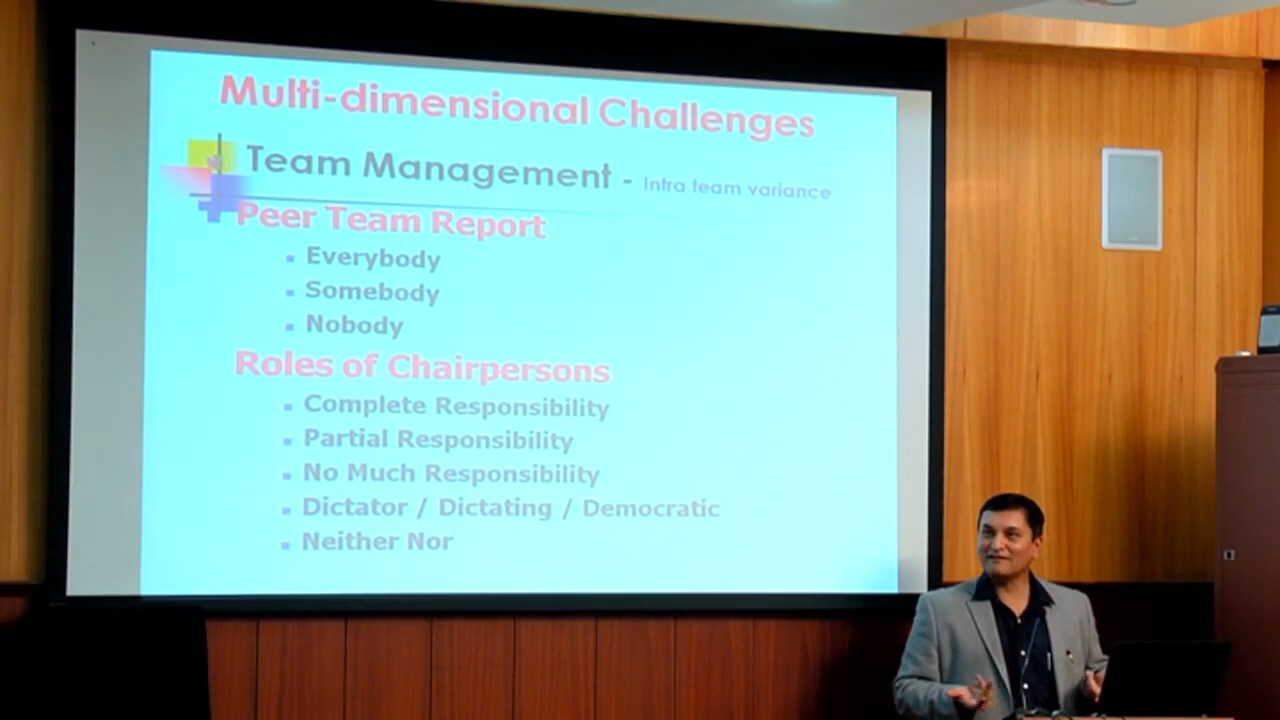 Multi-dimensional Challenges
Team Management - Intra team variance
Peer Team Report
Everybody
Somebody
Nobody
Roles of Chairpersons
Complete Responsibility
Partial Responsibility
No Much Responsibility
Dictator / Dictating / Democratic
Neither Nor